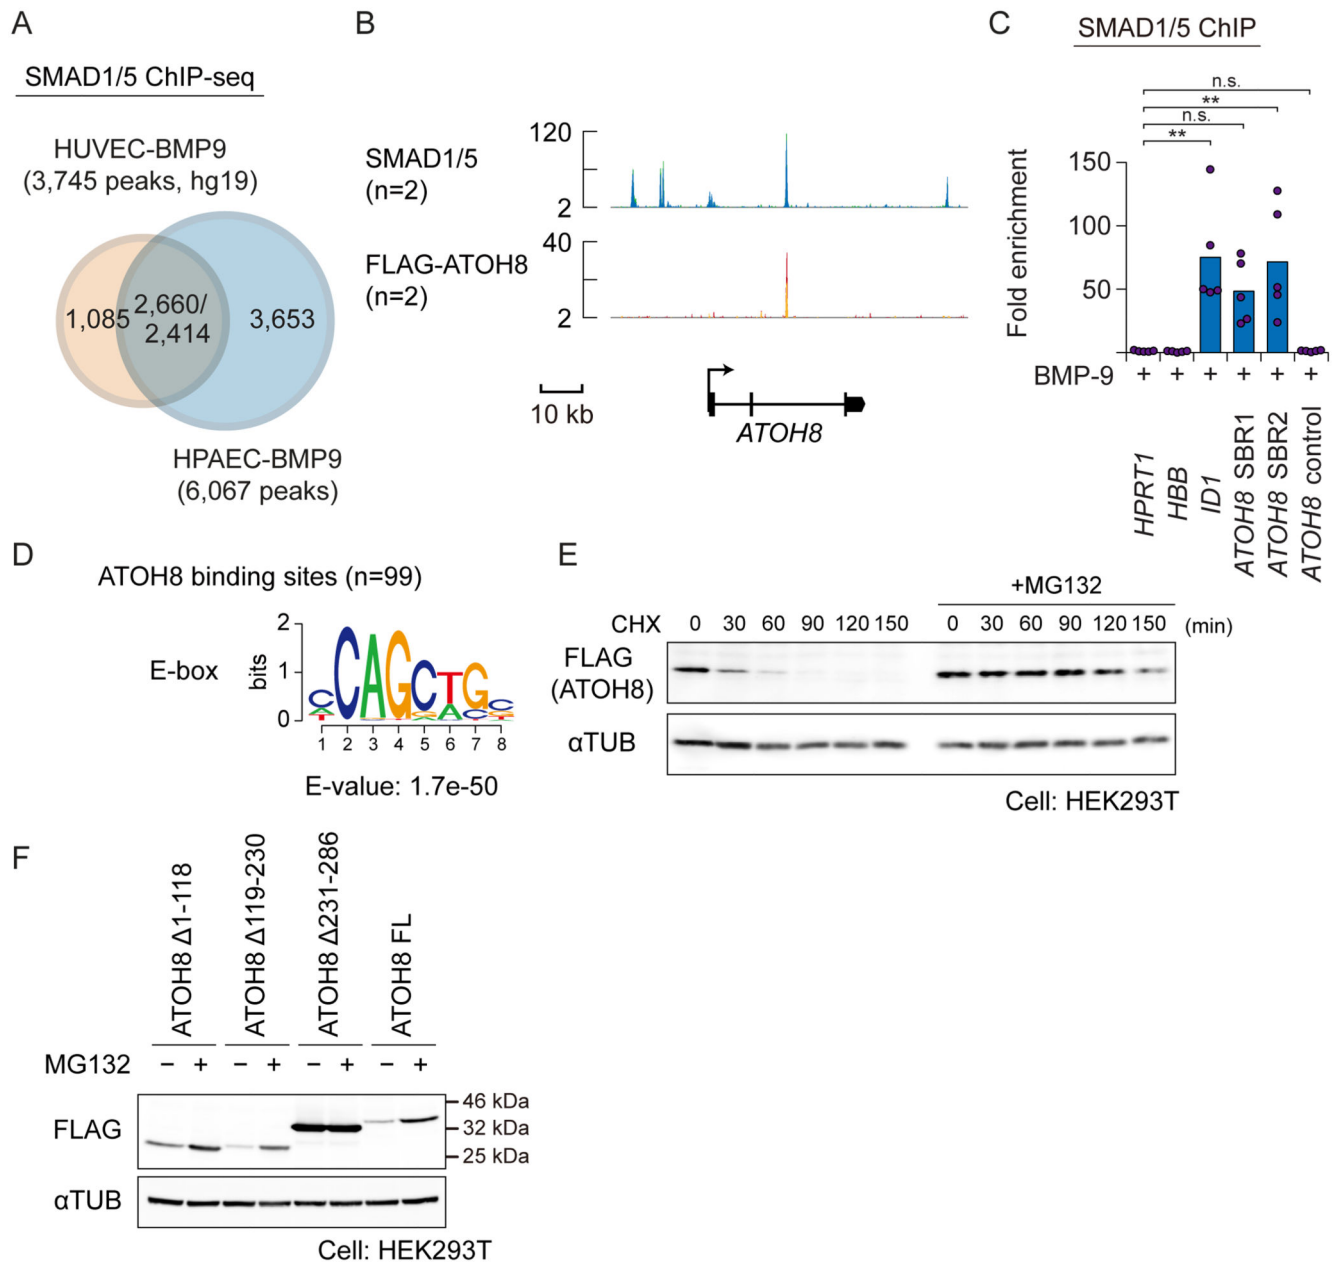 A
SMAD1/5 ChIP-seq
HUVEC-BMP9
(3,745 peaks, hg19)
1,085
2,660/
2,414
3,653
HPAEC-BMP9
(6,067 peaks)
B
SMAD1/5
(n=2)
120
2
FLAG-ATOH8
(n=2)
40
2
10 kb
ATOH8
C
SMAD1/5 ChIP
n.s.
**
n.s.
**
Fold enrichment
150
100
50
BMP-9 + + + + + +
HPRT1
HBB
ID1
ATOH8 SBR1
ATOH8 SBR2
ATOH8 control
D
ATOH8 binding sites (n=99)
E-box
bits
2
1
0
CAGCTG
1 2 3 4 5 6 7 8
E-value: 1.7e-50
E
+MG132
CHX 0 30 60 90 120 150 0 30 60 90 120 150 (min)
FLAG
(ATOH8)
αTUB
Cell: HEK293T
F
ATOH8 Δ1-118
ATOH8 Δ119-230
ATOH8 Δ231-286
ATOH8 FL
MG132 − + − + − + − +
FLAG
46 kDa
32 kDa
25 kDa
αTUB
Cell: HEK293T